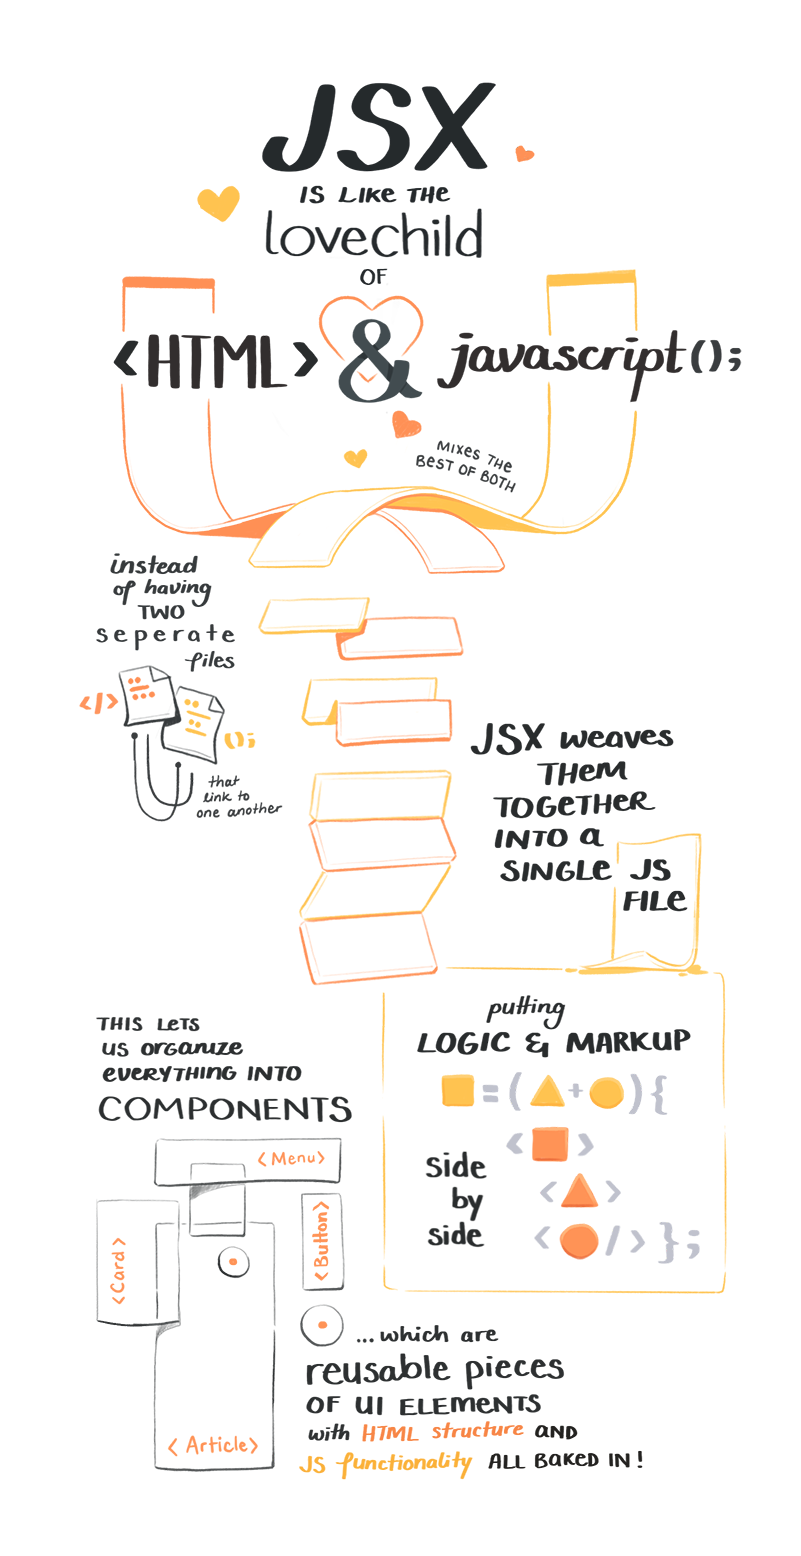 JSX
IS LIKE THE
lovechild
OF
<HTML> & javascript();
MIXES THE
BEST OF BOTH
instead
of having
TWO
seperate
files
</>
();
that
link to
one another
JSX weaves
THEM
TOGETHER
INTO a
SINGLE JS
FILE
putting
LOGIC & MARKUP
= ( + ) {
< >
side
by
side
< >
< /> };
THIS LETS
US ORGANIZE
EVERYTHING INTO
COMPONENTS
<Menu>
<Card>
<Button>
<Article>
...which are
reusable pieces
OF UI ELEMENTS
with HTML structure AND
JS functionality ALL BAKED IN!